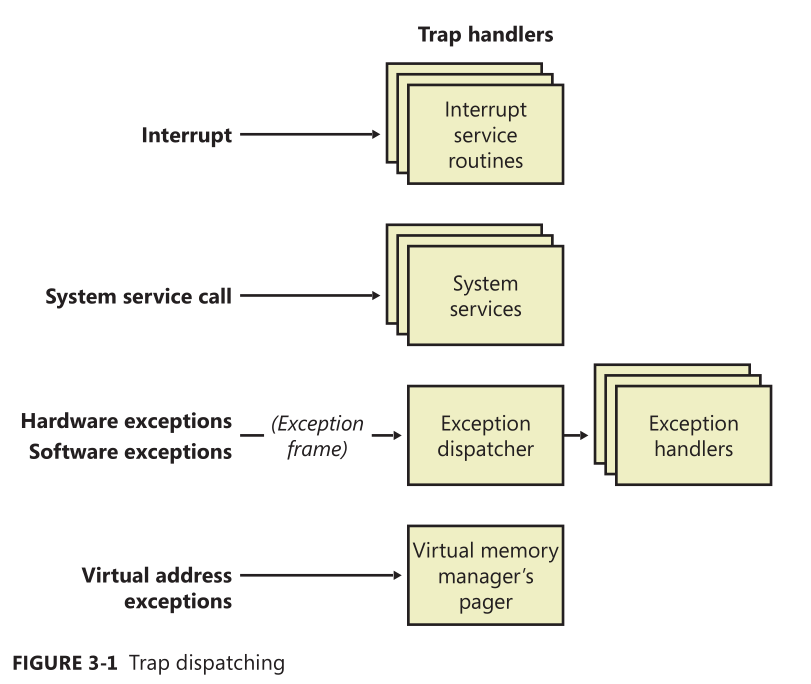 Trap handlers
Interrupt
Interrupt
service
routines
System service call
System
services
Hardware exceptions
Software exceptions
(Exception
frame)
Exception
dispatcher
Exception
handlers
Virtual address
exceptions
Virtual memory
manager's
pager
FIGURE 3-1 Trap dispatching